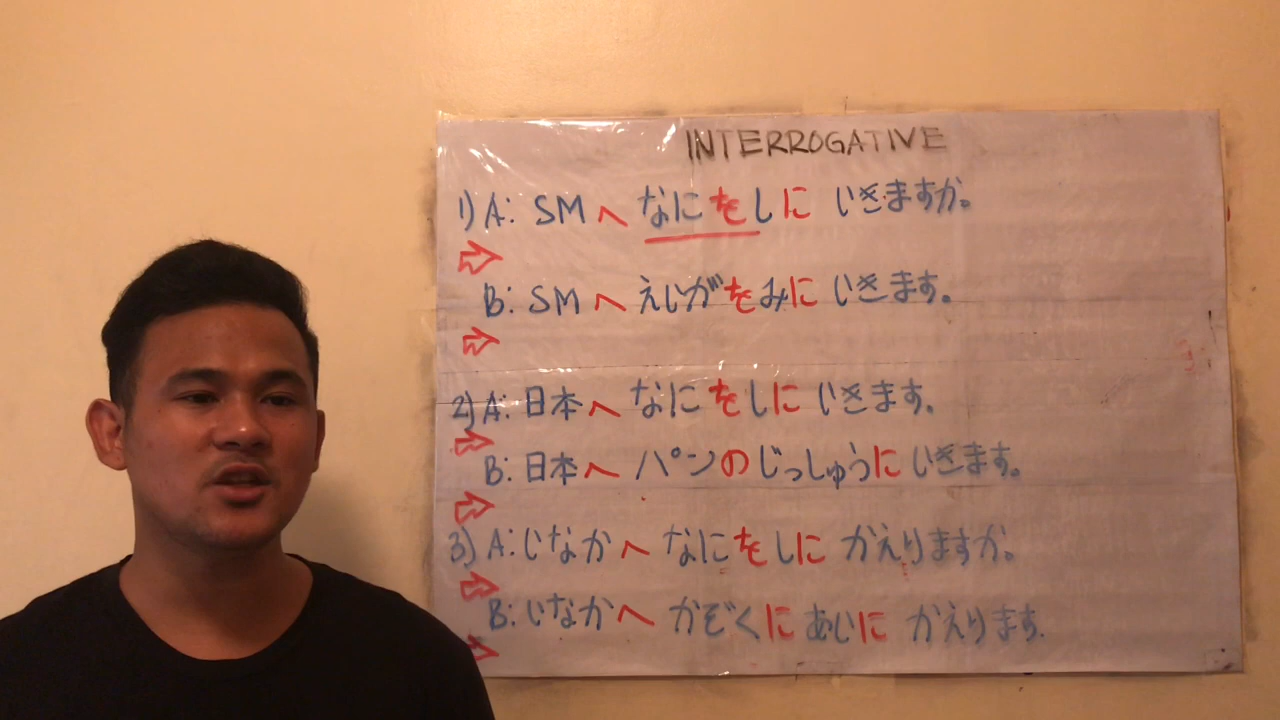 INTERROGATIVE
1) A: SM へ なにをしに いきますか。
B: SM へ えいがをみに いきます。
2) A: 日本へ なにをしに いきます。
B: 日本へ パンのじっしゅうに いきます。
3) A: いなかへ なにをしに かえりますか。
B: いなかへ かぞくに あいに かえります.